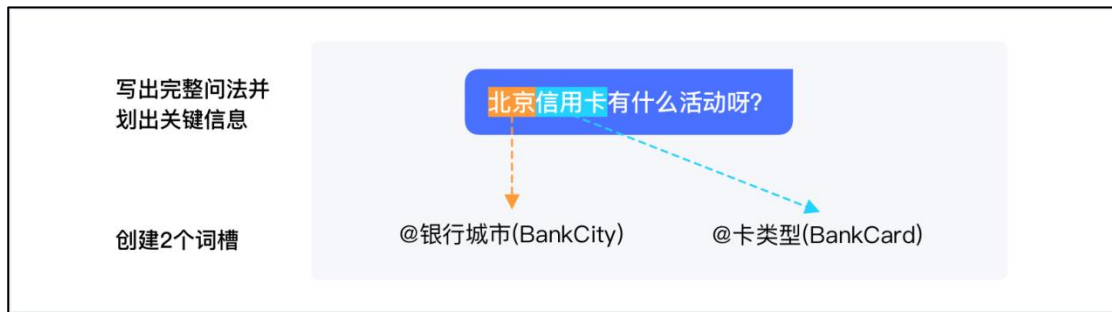 写出完整问法并
划出关键信息
北京信用卡有什么活动呀?
创建2个词槽
@银行城市(BankCity)
@卡类型(BankCard)